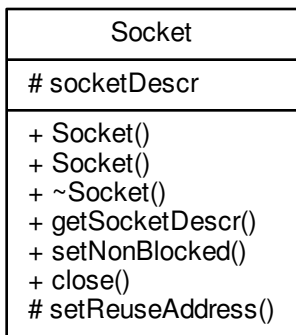 Socket
# socketDescr
+ Socket()
+ Socket()
+ ~Socket()
+ getSocketDescr()
+ setNonBlocked()
+ close()
# setReuseAddress()